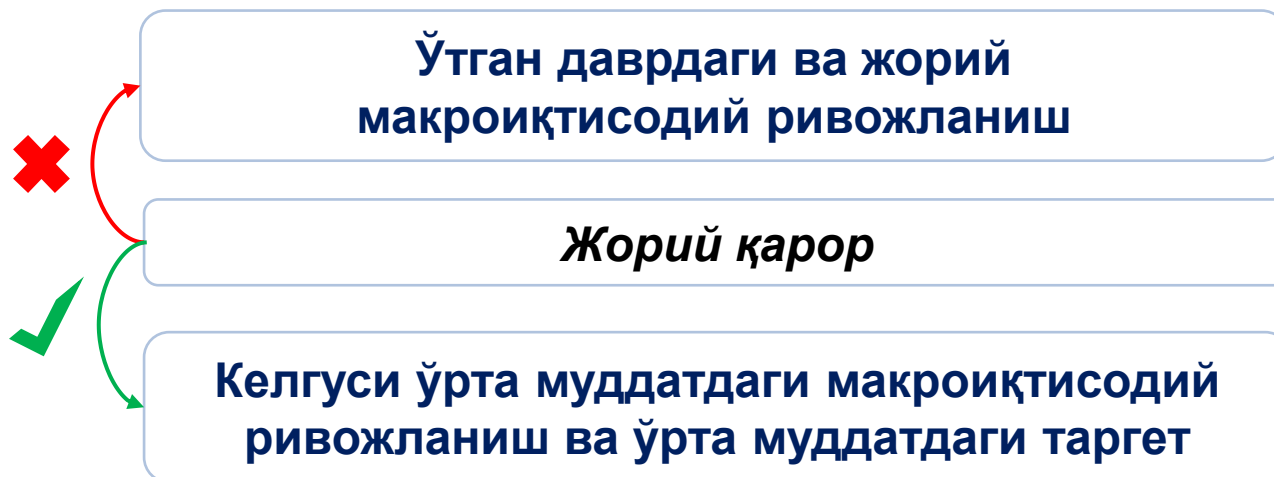 Ўтган даврдаги ва жорий
макроиқтисодий ривожланиш
Жорий қарор
Келгуси ўрта муддатдаги макроиқтисодий
ривожланиш ва ўрта муддатдаги таргет